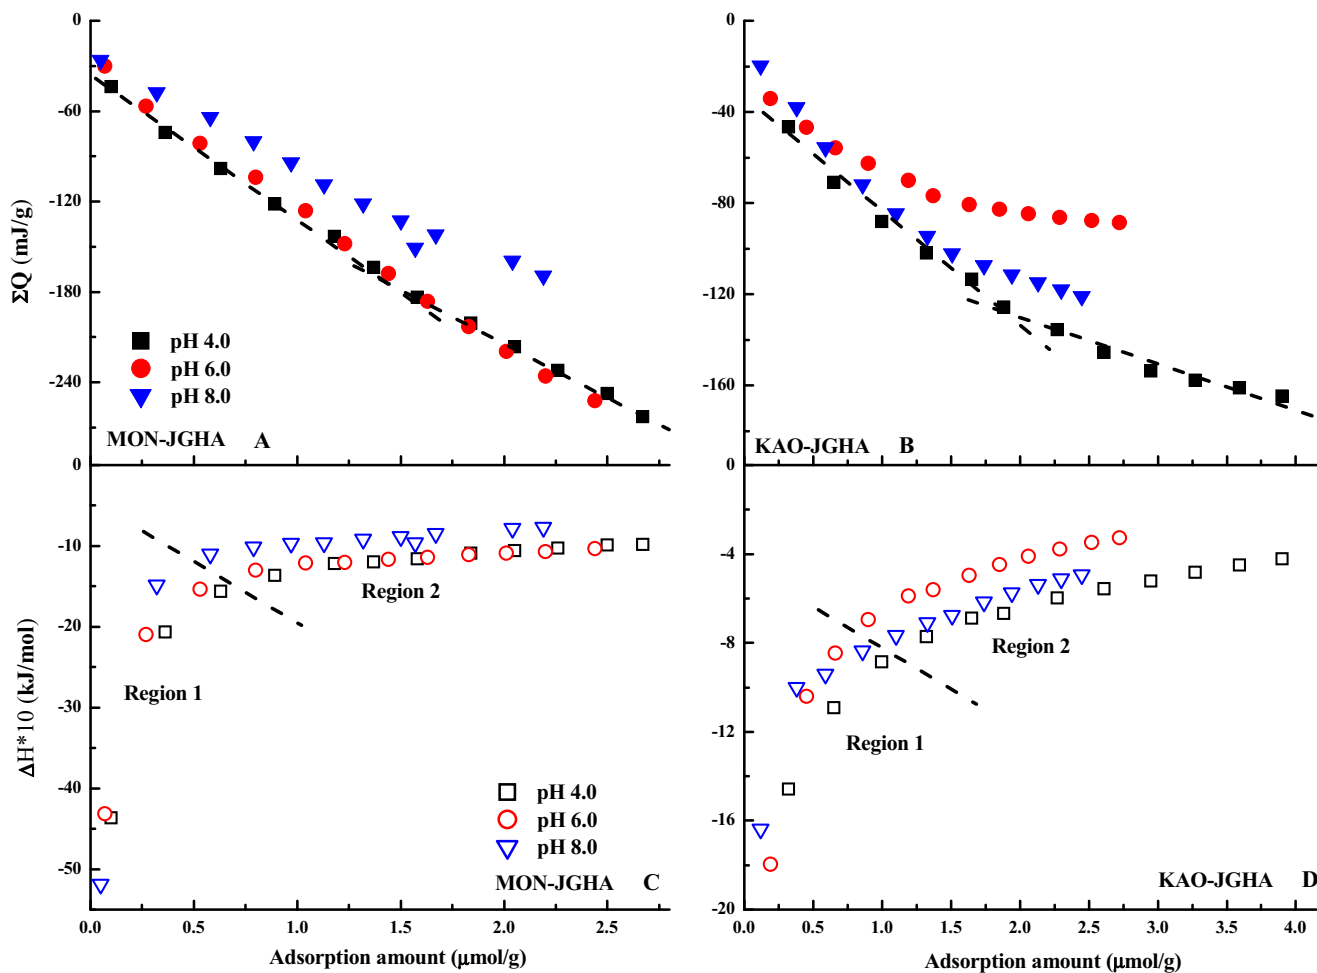 0
-60
-120
-180
-240
ΣQ (mJ/g)
pH 4.0
pH 6.0
pH 8.0
MON-JGHA A
0
-40
-80
-120
-160
ΣQ (mJ/g)
KAO-JGHA B
0
-10
-20
-30
-40
-50
ΔH*10 (kJ/mol)
Region 1
Region 2
pH 4.0
pH 6.0
pH 8.0
MON-JGHA C
0.0 0.5 1.0 1.5 2.0 2.5
Adsorption amount (μmol/g)
0
-4
-8
-12
-16
-20
Region 2
Region 1
KAO-JGHA D
0.0 0.5 1.0 1.5 2.0 2.5 3.0 3.5 4.0
Adsorption amount (μmol/g)